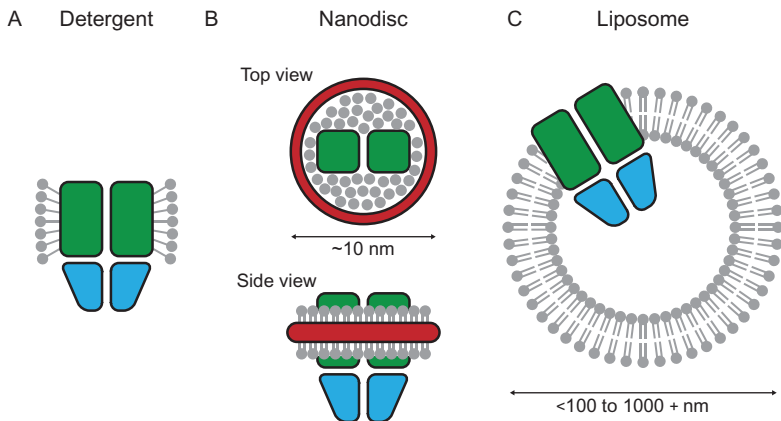 A Detergent
B Nanodisc
Top view
~10 nm
Side view
C Liposome
<100 to 1000 + nm